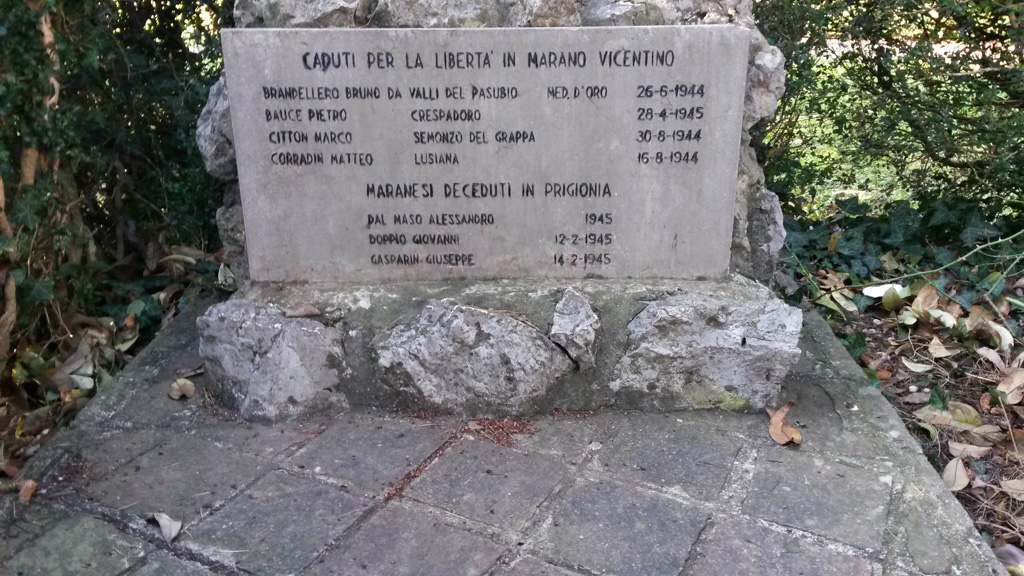 CADUTI PER LA LIBERTA' IN MARANO VICENTINO
BRANDELLERO BRUNO DA VALLI DEL PASUBIO MED. D'ORO 26-6-1944
BAUCE PIETRO CRESPADORO 28-4-1945
CITTON MARCO SEMONZO DEL GRAPPA 30-8-1944
CORRADIN MATTEO LUSIANA 16-8-1944
MARANESI DECEDUTI IN PRIGIONIA
DAL MASO ALESSANDRO 1945
DOPPIO GIOVANNI 12-2-1945
GASPARIN GIUSEPPE 14-2-1945